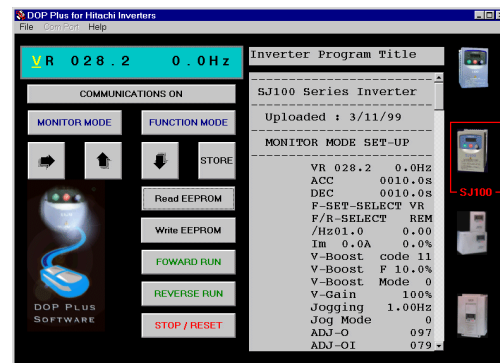 DOP Plus for Hitachi Inverters
File Com Port Help
VR 028.2 0.0Hz
COMMUNICATIONS ON
MONITOR MODE FUNCTION MODE
STORE
Read EEPROM
Write EEPROM
FOWARD RUN
REVERSE RUN
STOP / RESET
DOP PLUS
SOFTWARE
Inverter Program Title
SJ100 Series Inverter
Uploaded : 3/11/99
MONITOR MODE SET-UP
VR 028.2 0.0Hz
ACC 0010.0s
DEC 0010.0s
F-SET-SELECT VR
F/R-SELECT REM
/Hz01.0 0.00
Im 0.0A 0.0%
V-Boost code 11
V-Boost F 10.0%
V-Boost Mode 0
V-Gain 100%
Jogging 1.00Hz
Jog Mode 0
ADJ-O 097
ADJ-OI 079
SJ100